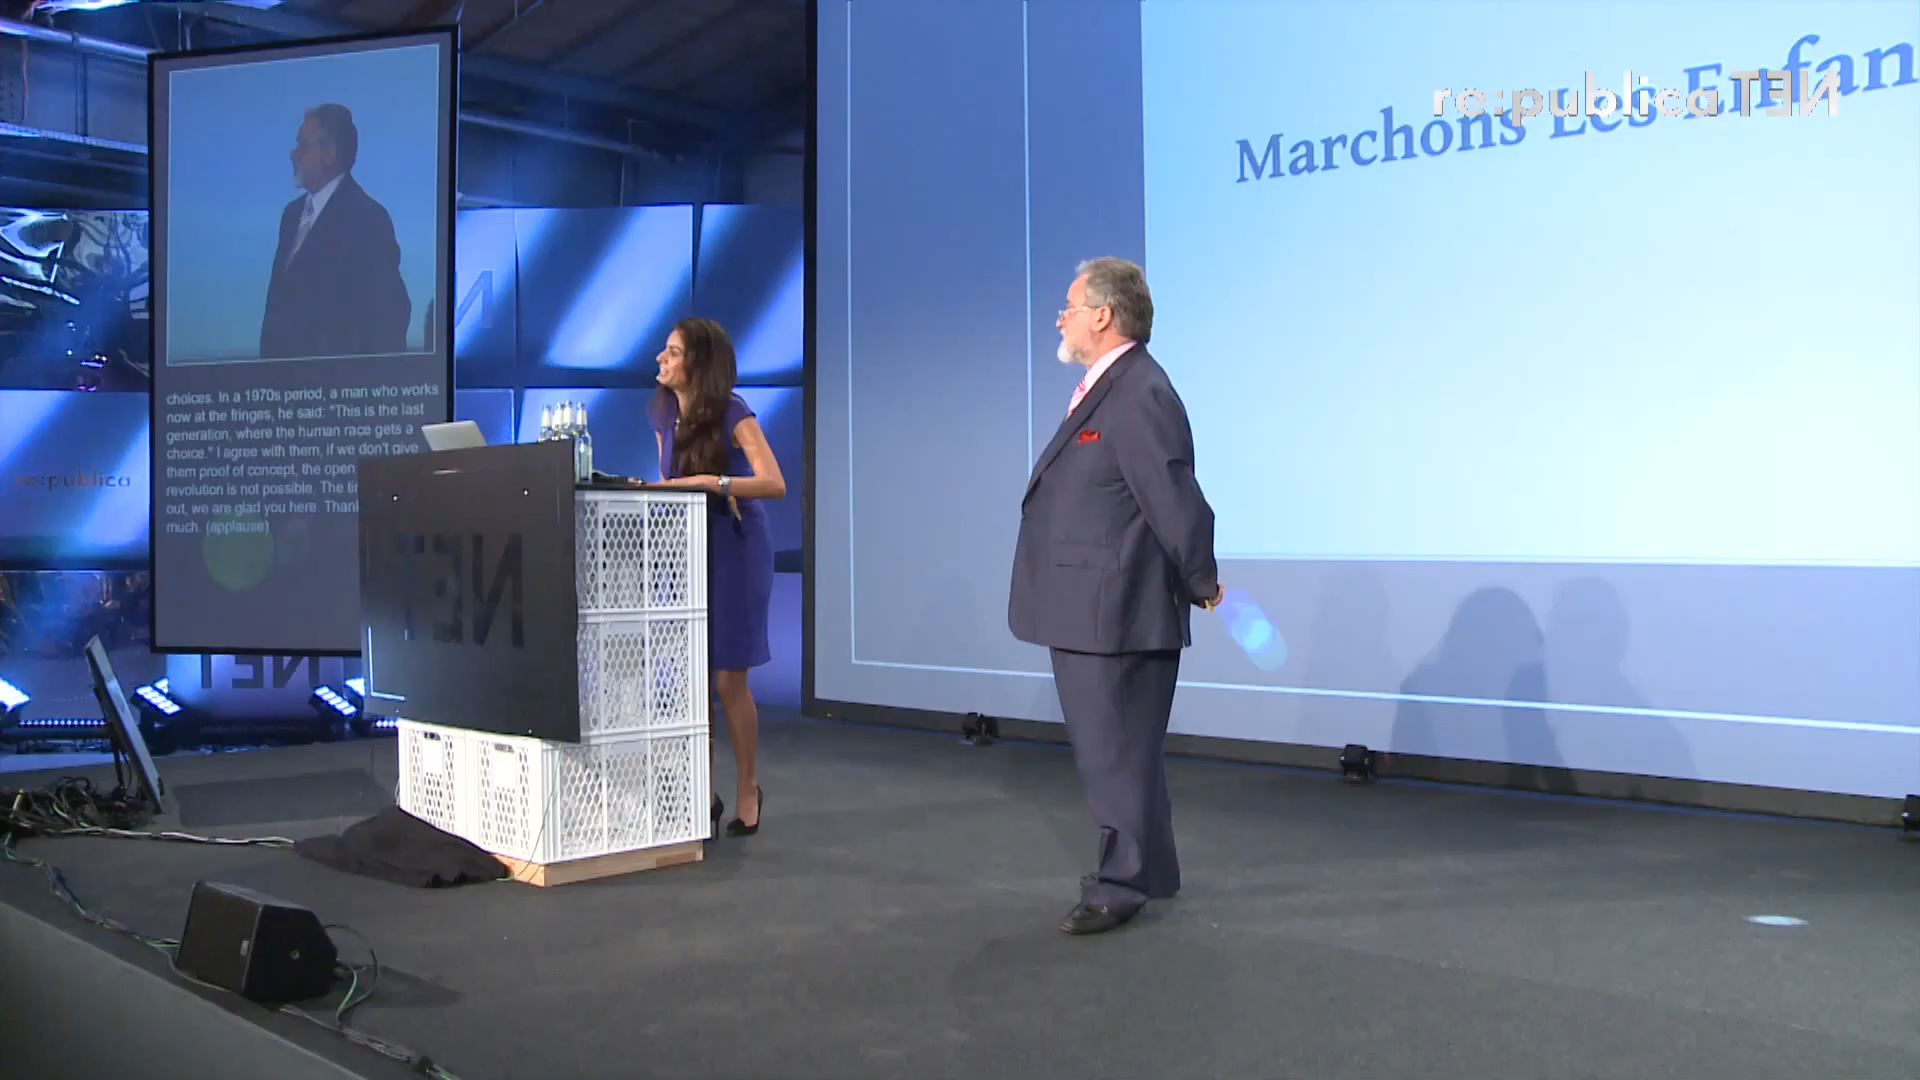 re:publica TEN
Marchons Les Enfan
choices. In a 1970s period, a man who works
now at the fringes, he said: "This is the last
generation, where the human race gets a
choice." I agree with them, if we don't give
them proof of concept, the open
revolution is not possible. The
out, we are glad you here. Thank
much. (applause)
re:publica
NET
TEN
N